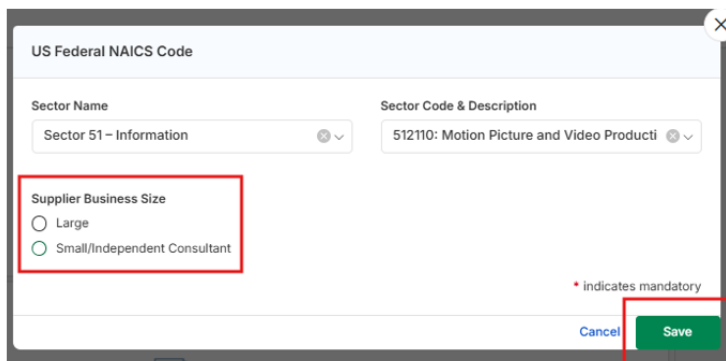 US Federal NAICS Code
Sector Name
Sector Code & Description
Sector 51 – Information
512110: Motion Picture and Video Producti
Supplier Business Size
Large
Small/Independent Consultant
* indicates mandatory
Cancel
Save